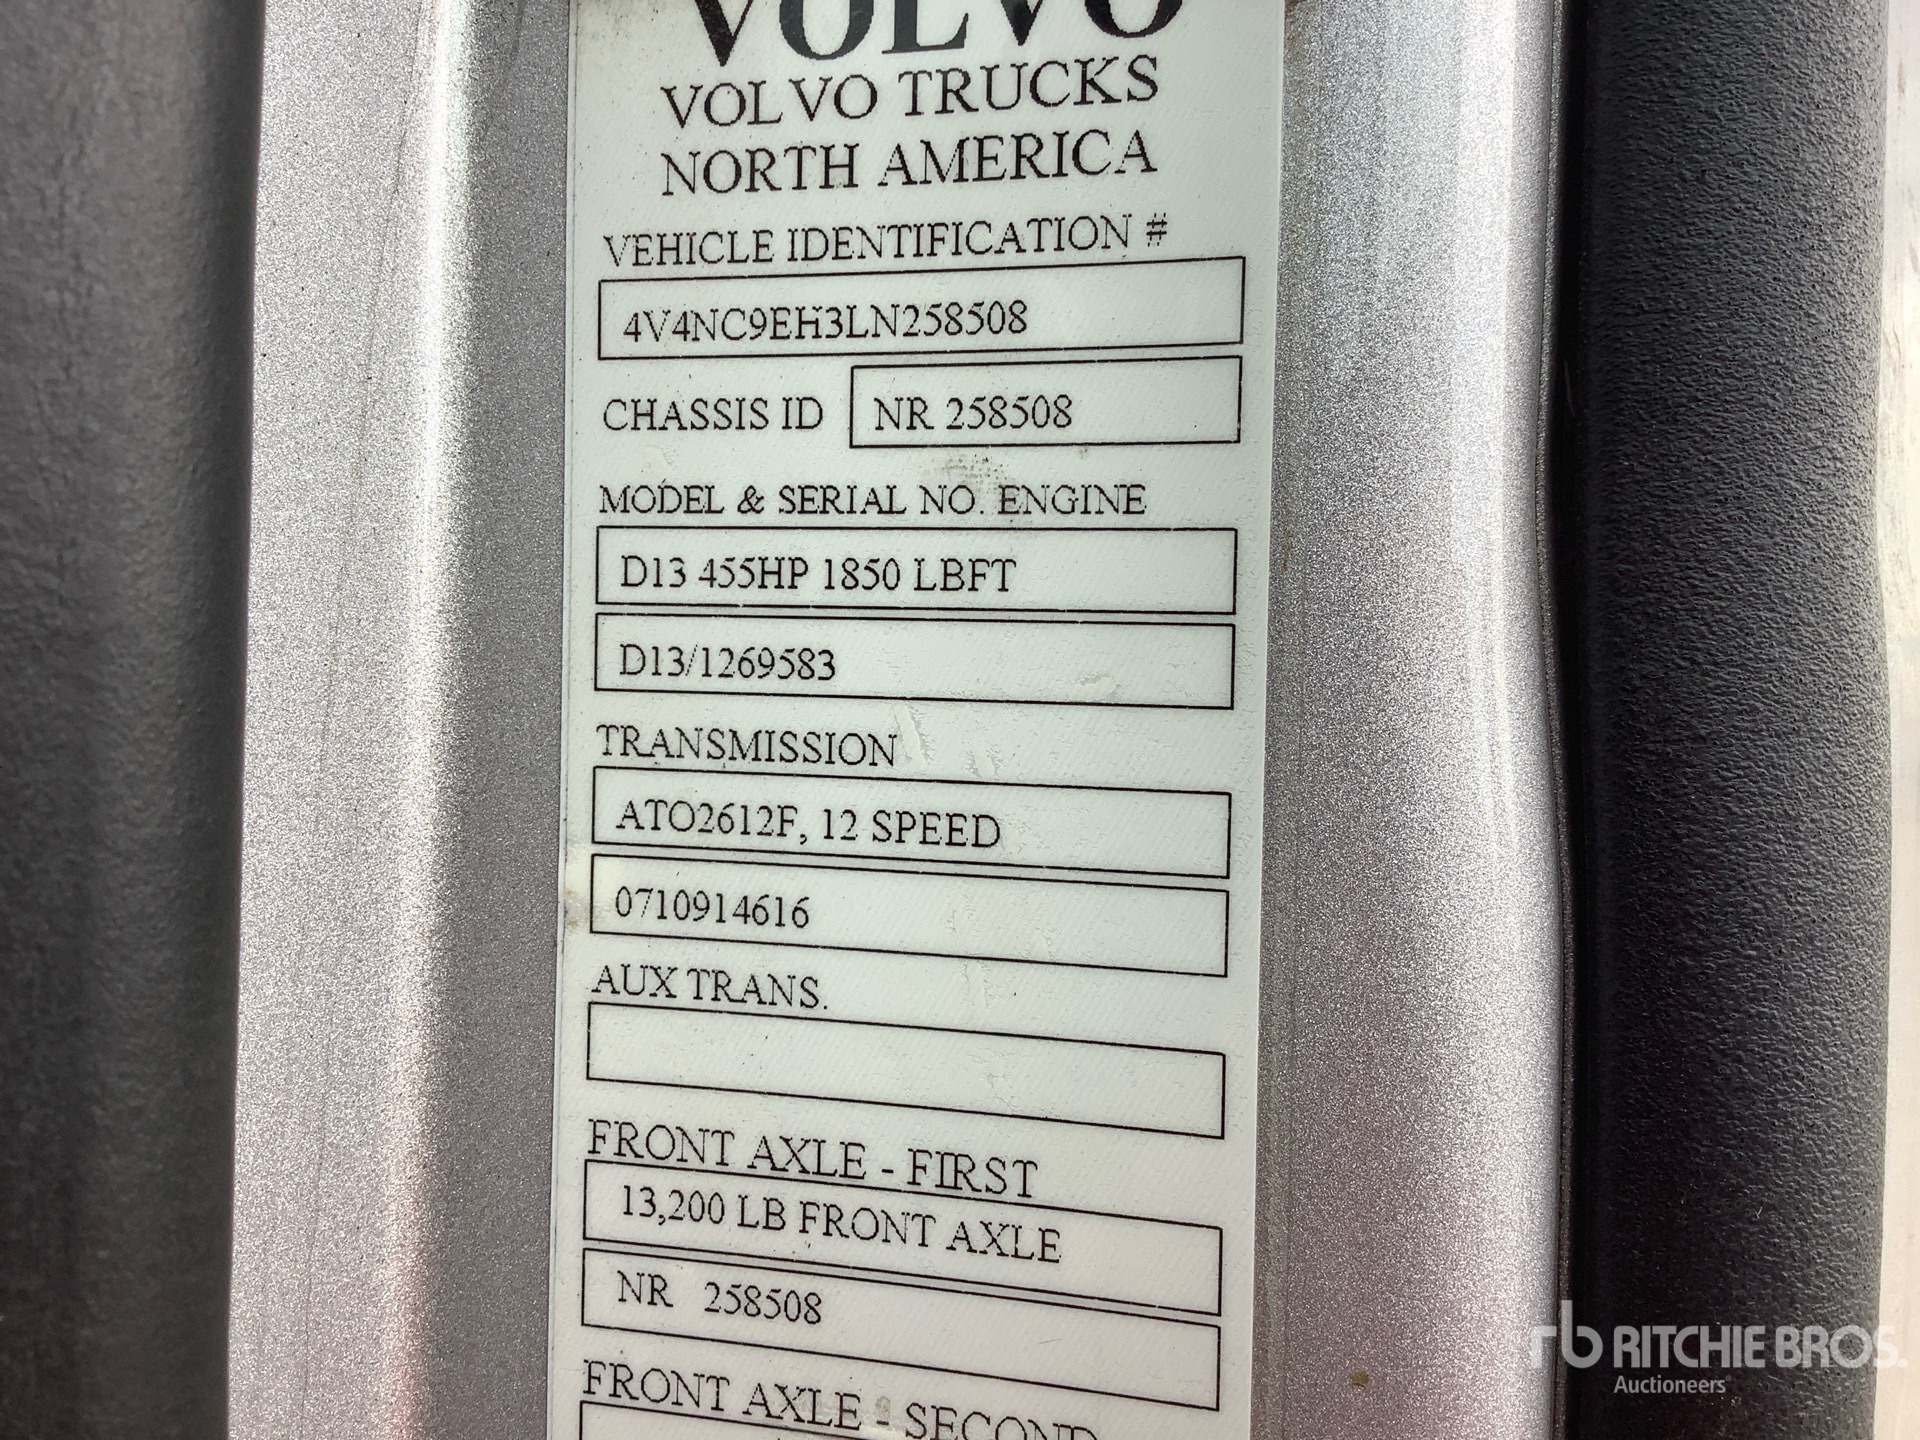 VOLVO
VOLVO TRUCKS
NORTH AMERICA
VEHICLE IDENTIFICATION #
4V4NC9EH3LN258508
CHASSIS ID NR 258508
MODEL & SERIAL NO. ENGINE
D13 455HP 1850 LBFT
D13/1269583
TRANSMISSION
ATO2612F, 12 SPEED
0710914616
AUX TRANS.
FRONT AXLE - FIRST
13,200 LB FRONT AXLE
NR 258508
FRONT AXLE - SECOND
rb RITCHIE BROS.
Auctioneers